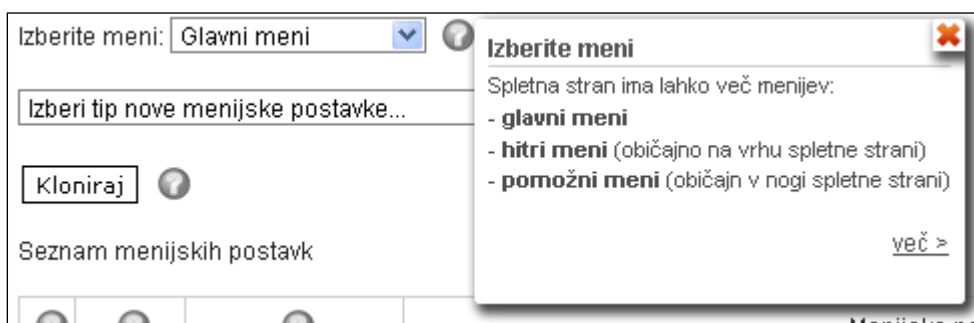 Izberite meni: Glavni meni
Izberi tip nove menijske postavke...
Kloniraj
Seznam menijskih postavk
Izberite meni
Spletna stran ima lahko več menijev:
- glavni meni
- hitri meni (običajno na vrhu spletne strani)
- pomožni meni (običajn v nogi spletne strani)
več >